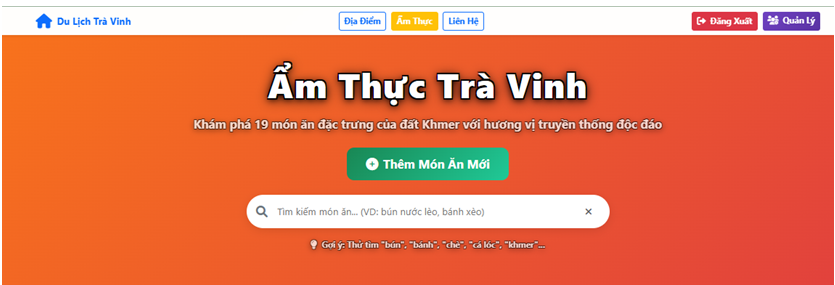 Du Lịch Trà Vinh
Địa Điểm
Ẩm Thực
Liên Hệ
Đăng Xuất
Quản Lý
Ẩm Thực Trà Vinh
Khám phá 19 món ăn đặc trưng của đất Khmer với hương vị truyền thống độc đáo
Thêm Món Ăn Mới
Tìm kiếm món ăn... (VD: bún nước lèo, bánh xèo)
Gợi ý: Thử tìm "bún", "bánh", "chè", "cá lóc", "khmer"...